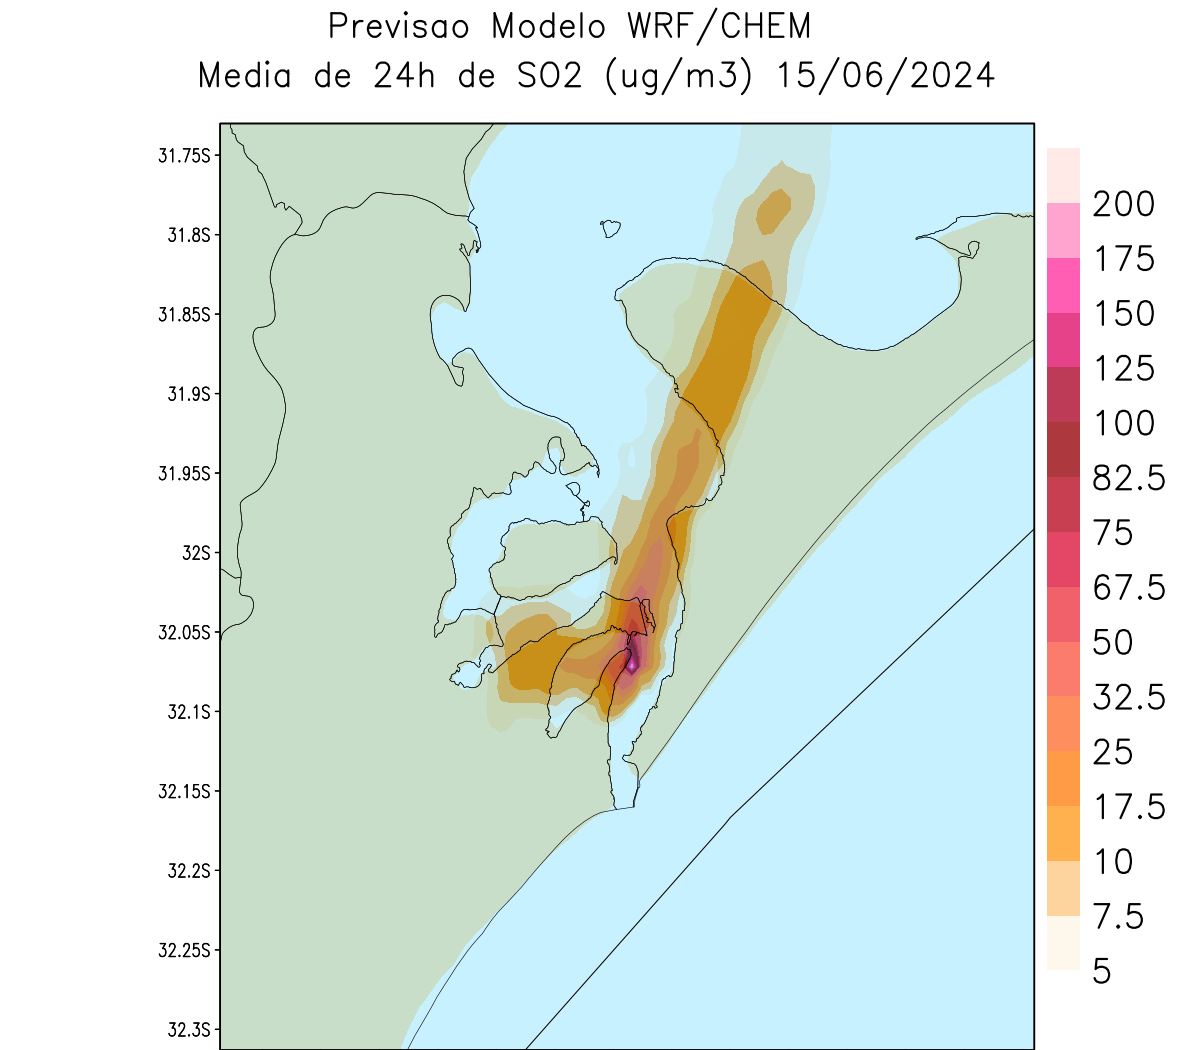 Previsao Modelo WRF/CHEM
Media de 24h de SO2 (ug/m3) 15/06/2024
31.75S
31.8S
31.85S
31.9S
31.95S
32S
32.05S
32.1S
32.15S
32.2S
32.25S
32.3S
200
175
150
125
100
82.5
75
67.5
50
32.5
25
17.5
10
7.5
5